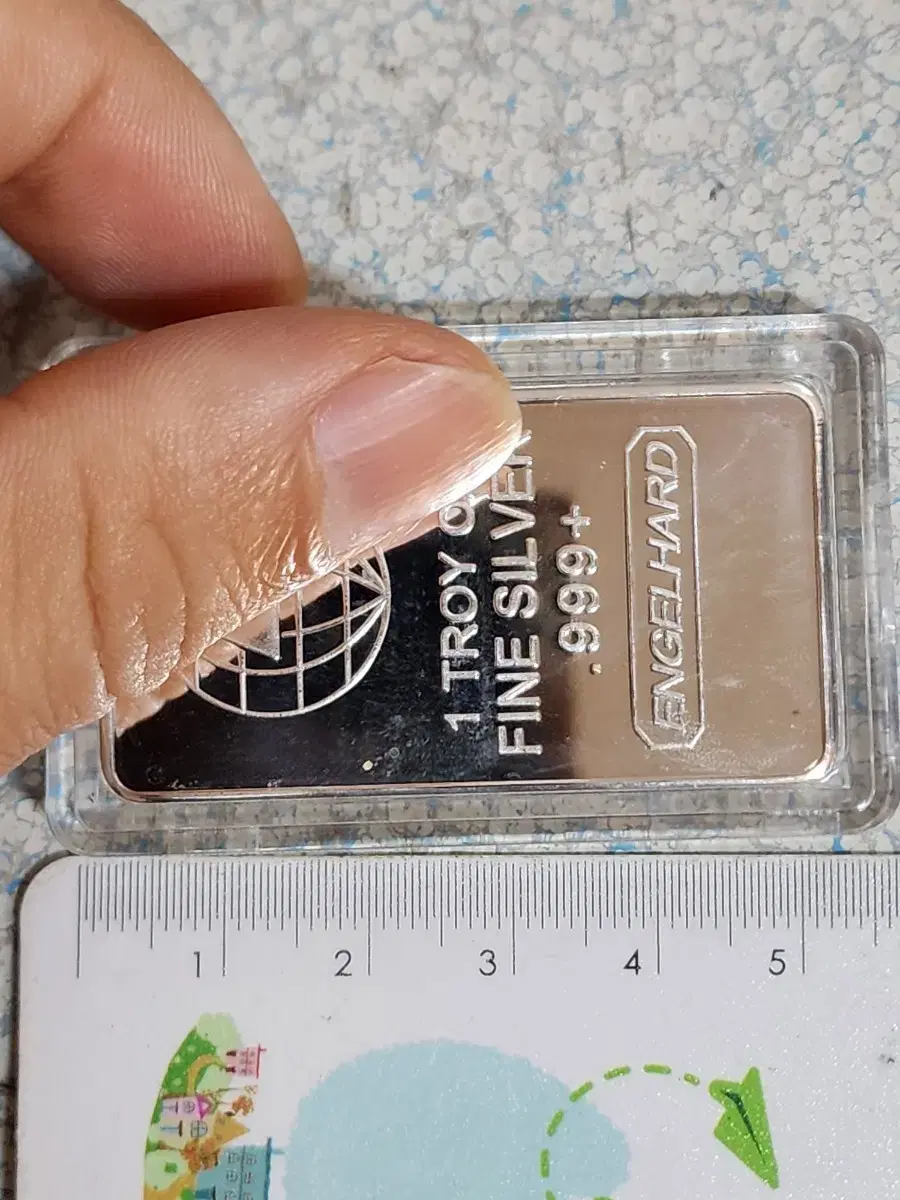 ENGELHARD
.999+
FINE SILVER
1 TROY
1 2 3 4 5